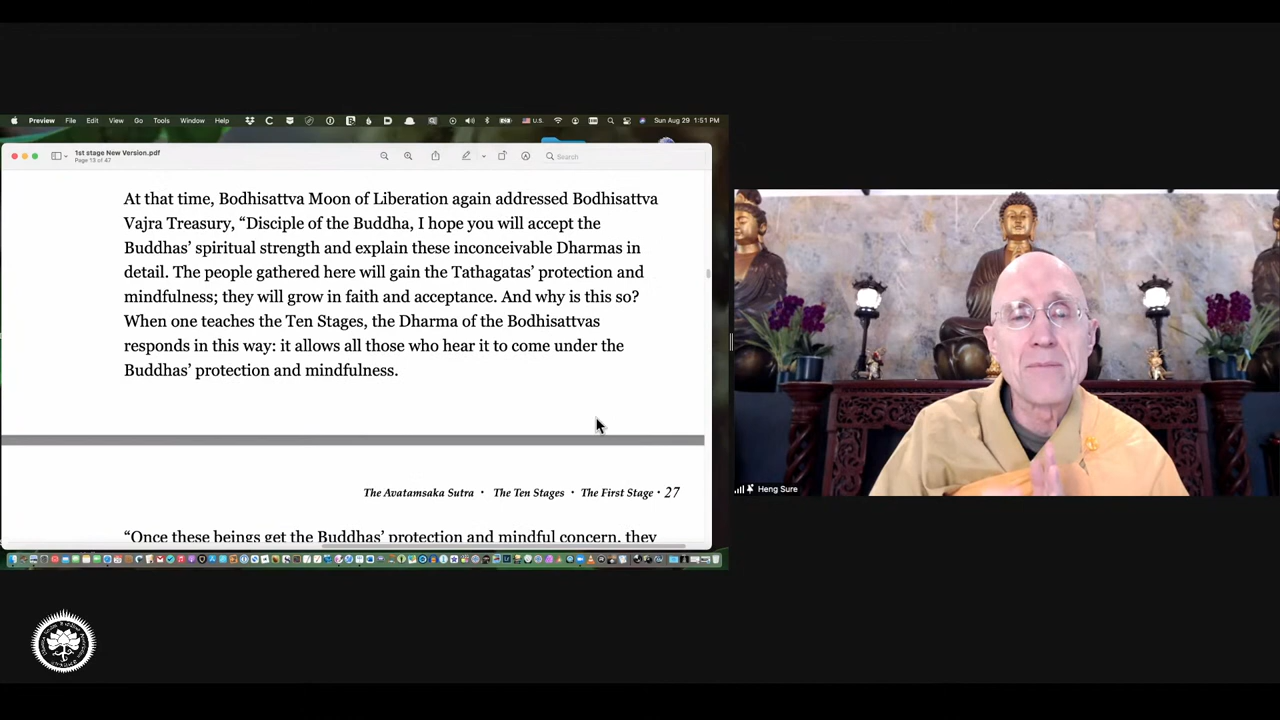 Preview File Edit View Go Tools Window Help U.S. Sun Aug 29 1:51 PM
1st stage New Version.pdf
Page 13 of 47
Search
At that time, Bodhisattva Moon of Liberation again addressed Bodhisattva
Vajra Treasury, “Disciple of the Buddha, I hope you will accept the
Buddhas’ spiritual strength and explain these inconceivable Dharmas in
detail. The people gathered here will gain the Tathagatas’ protection and
mindfulness; they will grow in faith and acceptance. And why is this so?
When one teaches the Ten Stages, the Dharma of the Bodhisattvas
responds in this way: it allows all those who hear it to come under the
Buddhas’ protection and mindfulness.
The Avatamsaka Sutra • The Ten Stages • The First Stage • 27
“Once these beings get the Buddhas’ protection and mindful concern, they
Heng Sure